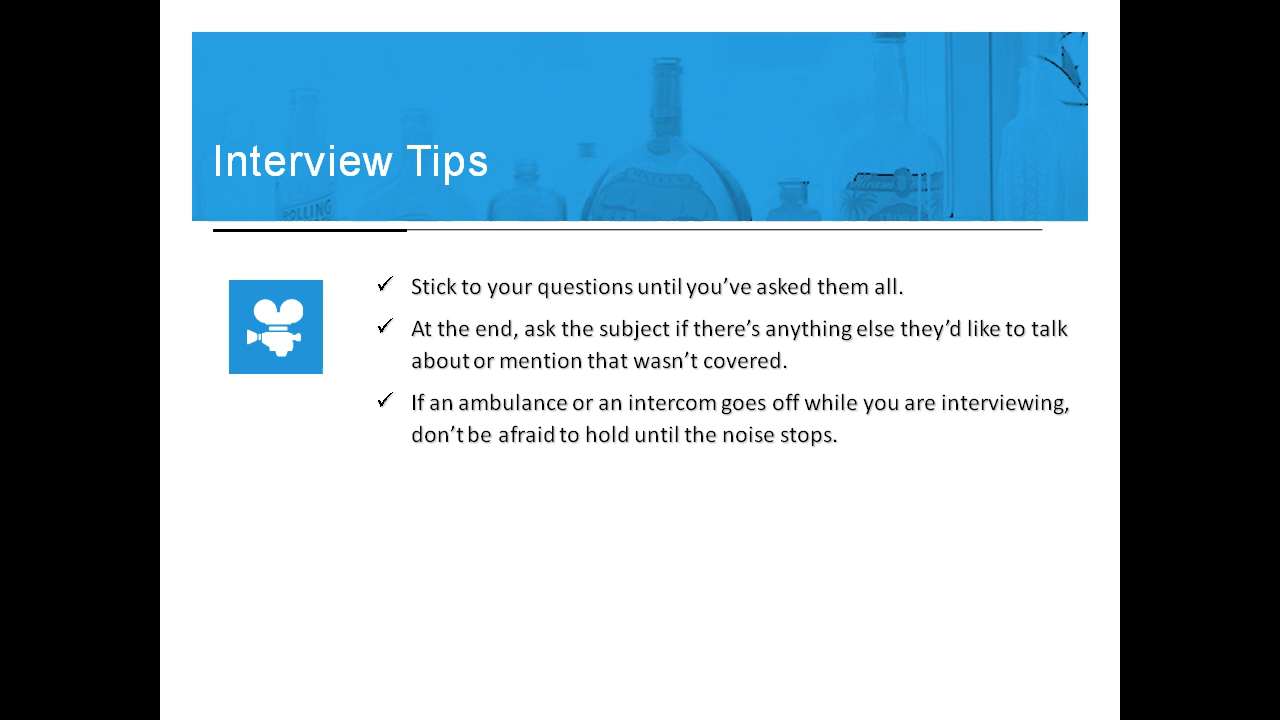 Interview Tips
ROLLING
✓ Stick to your questions until you’ve asked them all.
✓ At the end, ask the subject if there’s anything else they’d like to talk
about or mention that wasn’t covered.
✓ If an ambulance or an intercom goes off while you are interviewing,
don’t be afraid to hold until the noise stops.